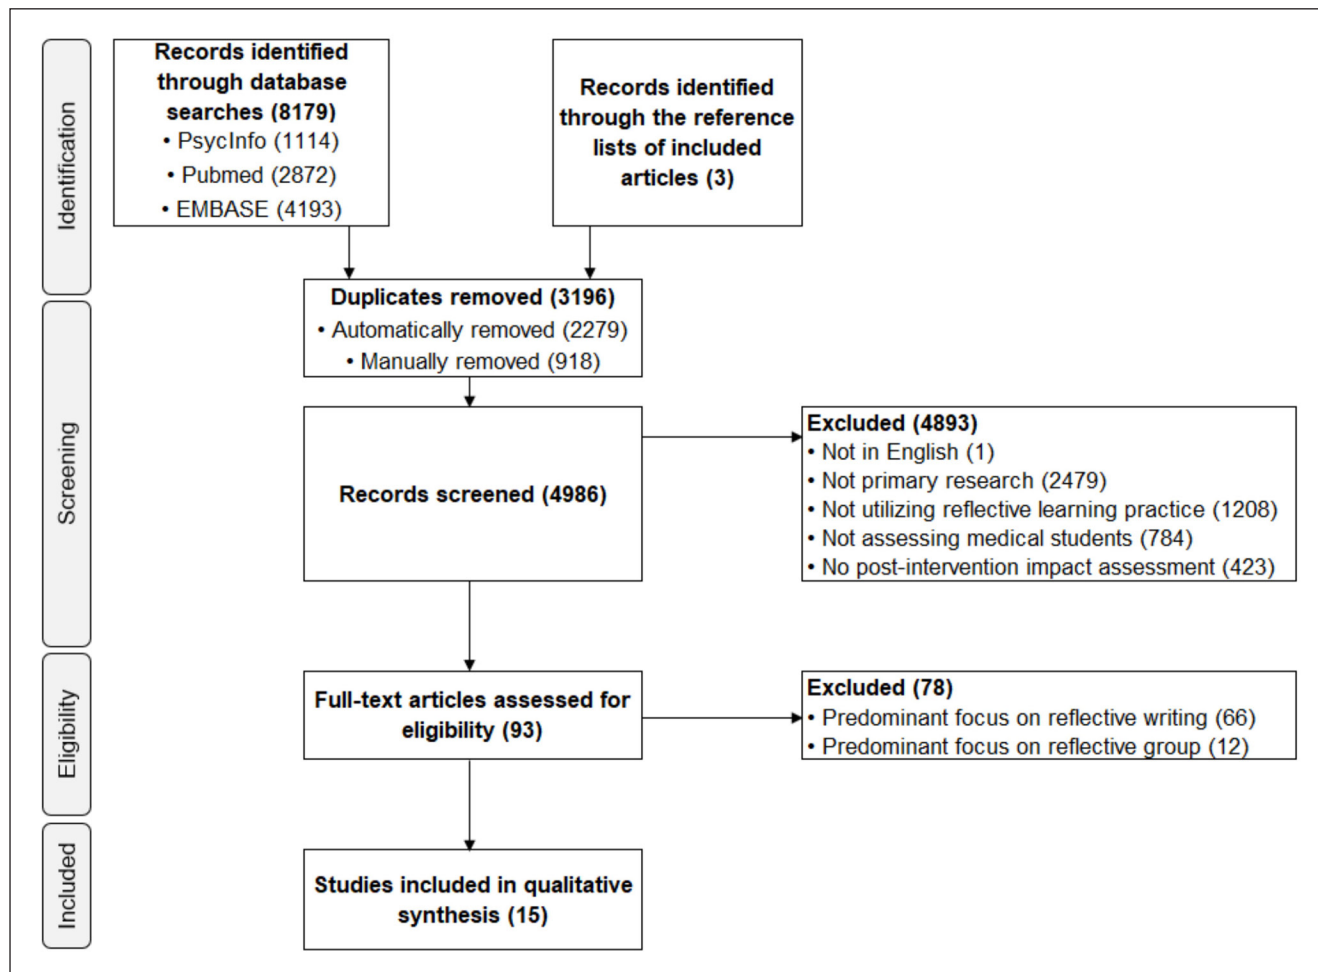 Identification
Records identified
through database
searches (8179)
• PsycInfo (1114)
• Pubmed (2872)
• EMBASE (4193)
Records identified
through the reference
lists of included
articles (3)
Screening
Duplicates removed (3196)
• Automatically removed (2279)
• Manually removed (918)
Records screened (4986)
Excluded (4893)
• Not in English (1)
• Not primary research (2479)
• Not utilizing reflective learning practice (1208)
• Not assessing medical students (784)
• No post-intervention impact assessment (423)
Eligibility
Full-text articles assessed for
eligibility (93)
Excluded (78)
• Predominant focus on reflective writing (66)
• Predominant focus on reflective group (12)
Included
Studies included in qualitative
synthesis (15)